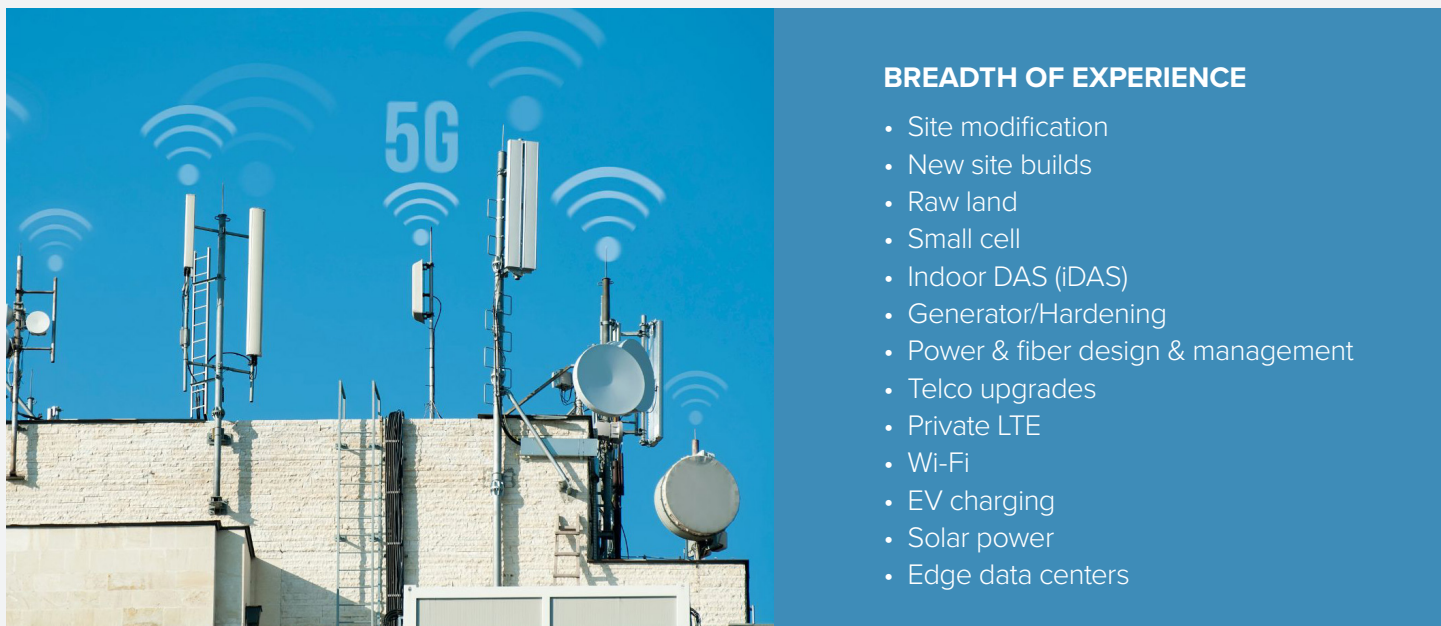 5G
BREADTH OF EXPERIENCE
• Site modification
• New site builds
• Raw land
• Small cell
• Indoor DAS (iDAS)
• Generator/Hardening
• Power & fiber design & management
• Telco upgrades
• Private LTE
• Wi-Fi
• EV charging
• Solar power
• Edge data centers